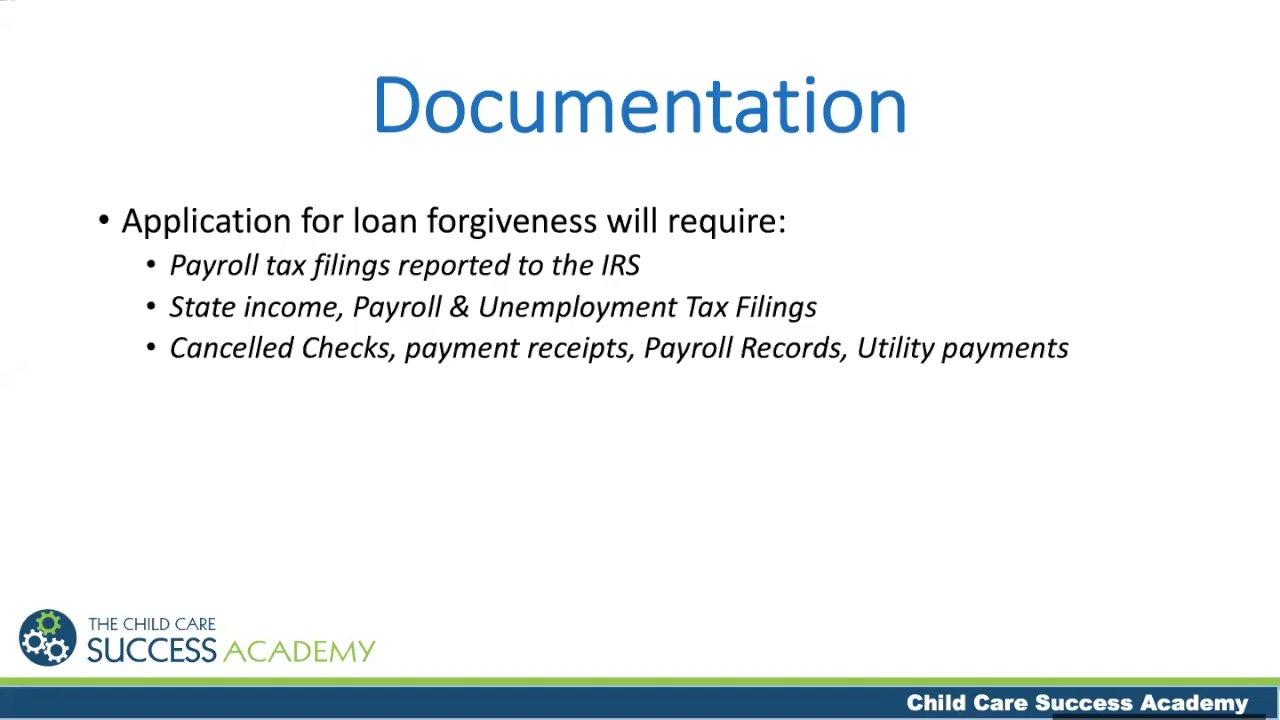 Documentation
• Application for loan forgiveness will require:
• Payroll tax filings reported to the IRS
• State income, Payroll & Unemployment Tax Filings
• Cancelled Checks, payment receipts, Payroll Records, Utility payments
THE CHILD CARE
SUCCESS ACADEMY
Child Care Success Academy